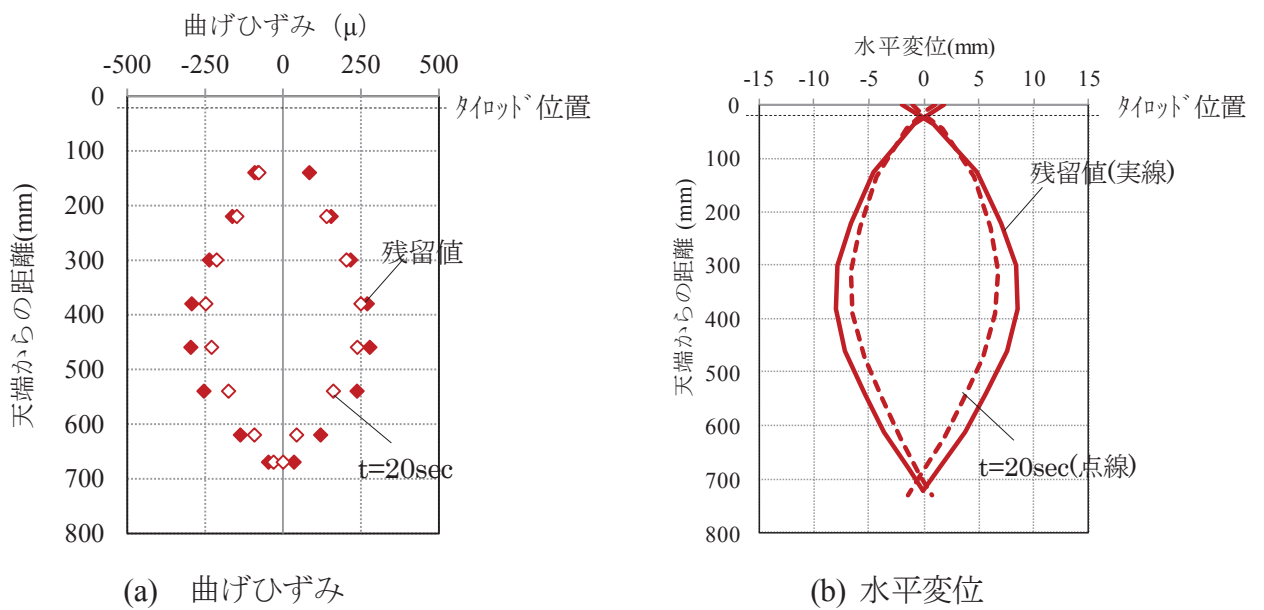 曲げひずみ (μ)
-500 -250 0 250 500
0
100
200
300
400
500
600
700
800
天端からの距離(mm)
ﾀｲﾛｯﾄﾞ位置
残留値
t=20sec
(a) 曲げひずみ
水平変位(mm)
-15 -10 -5 0 5 10 15
0
100
200
300
400
500
600
700
800
天端からの距離 (mm)
ﾀｲﾛｯﾄﾞ位置
残留値(実線)
t=20sec(点線)
(b) 水平変位